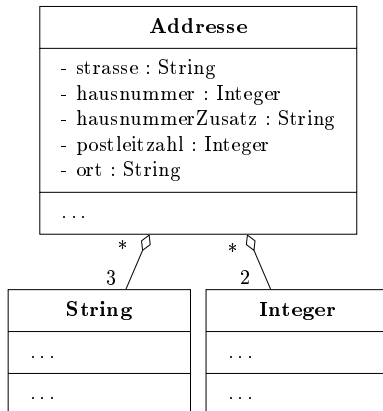 Addresse
- strasse : String
- hausnummer : Integer
- hausnummerZusatz : String
- postleitzahl : Integer
- ort : String
...
* *
3 2
String Integer
... ...
... ...